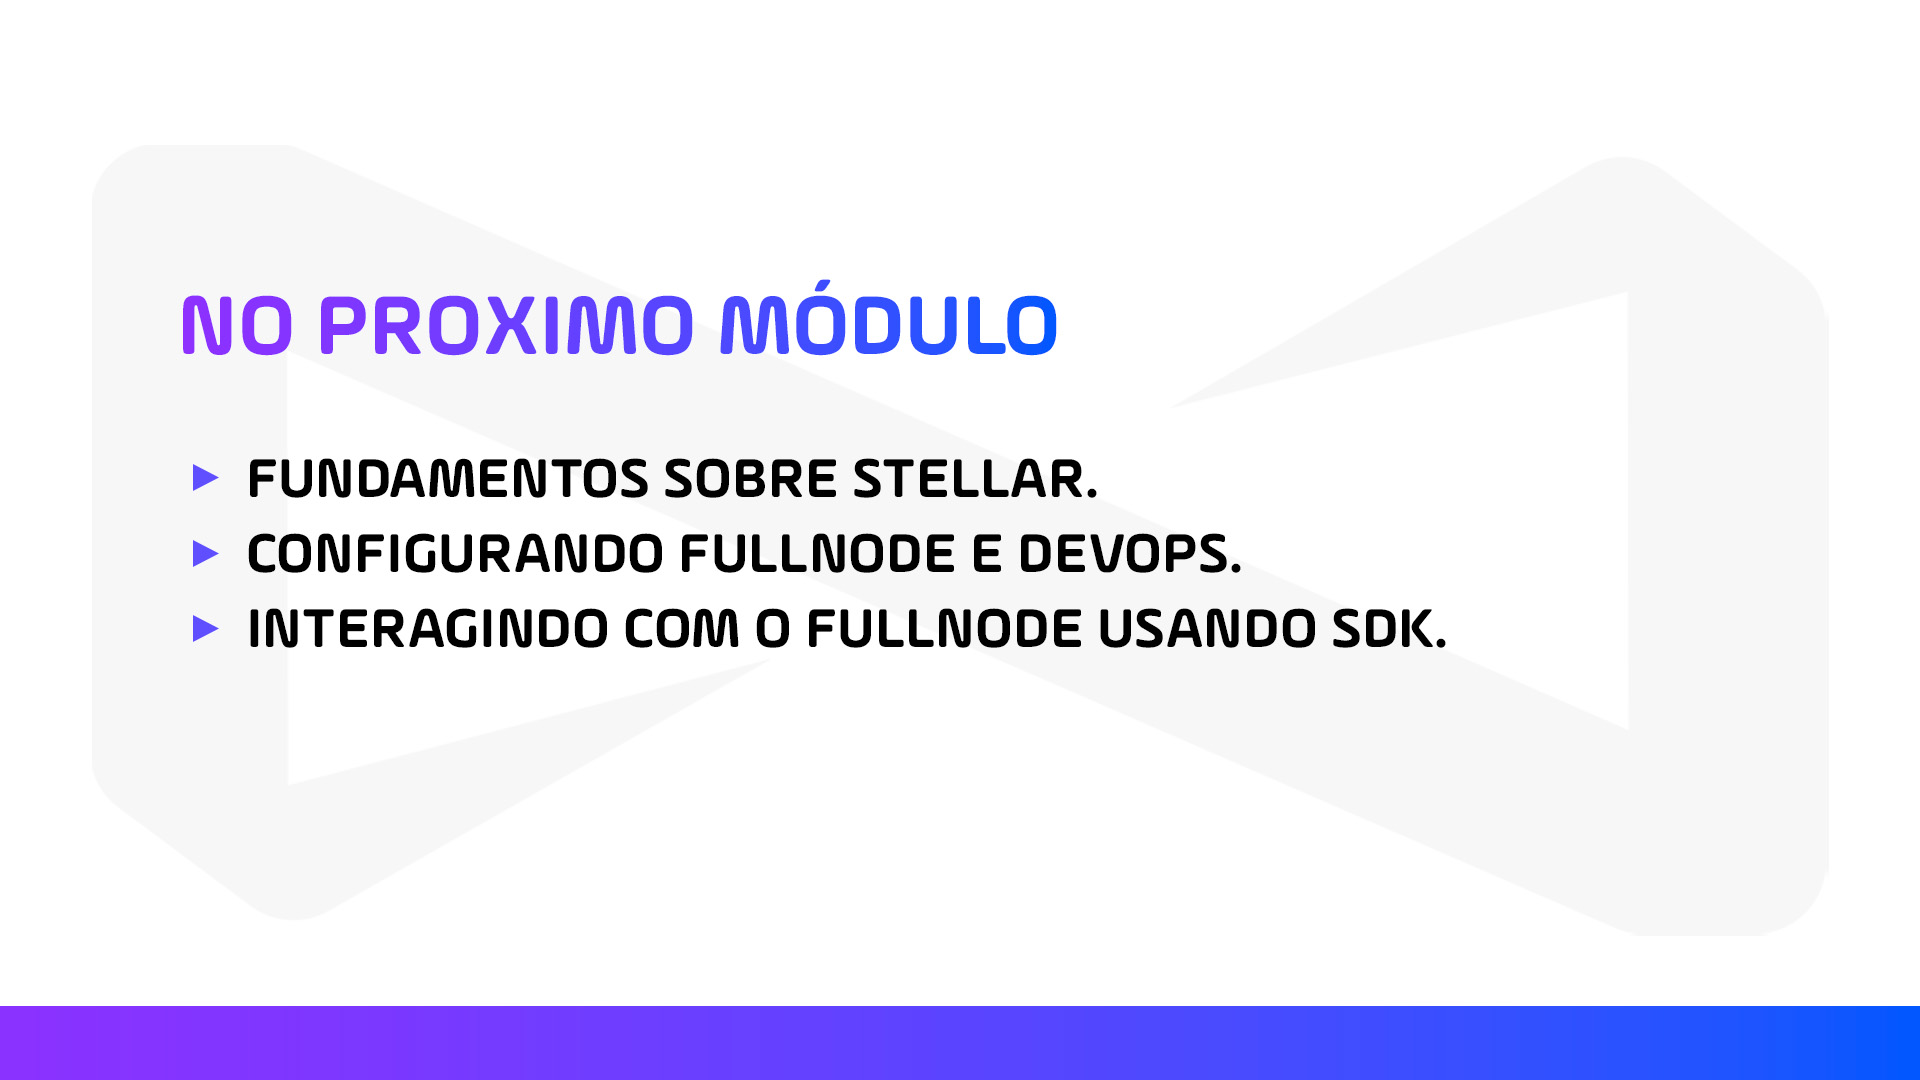 NO PROXIMO MÓDULO
FUNDAMENTOS SOBRE STELLAR.
CONFIGURANDO FULLNODE E DEVOPS.
INTERAGINDO COM O FULLNODE USANDO SDK.